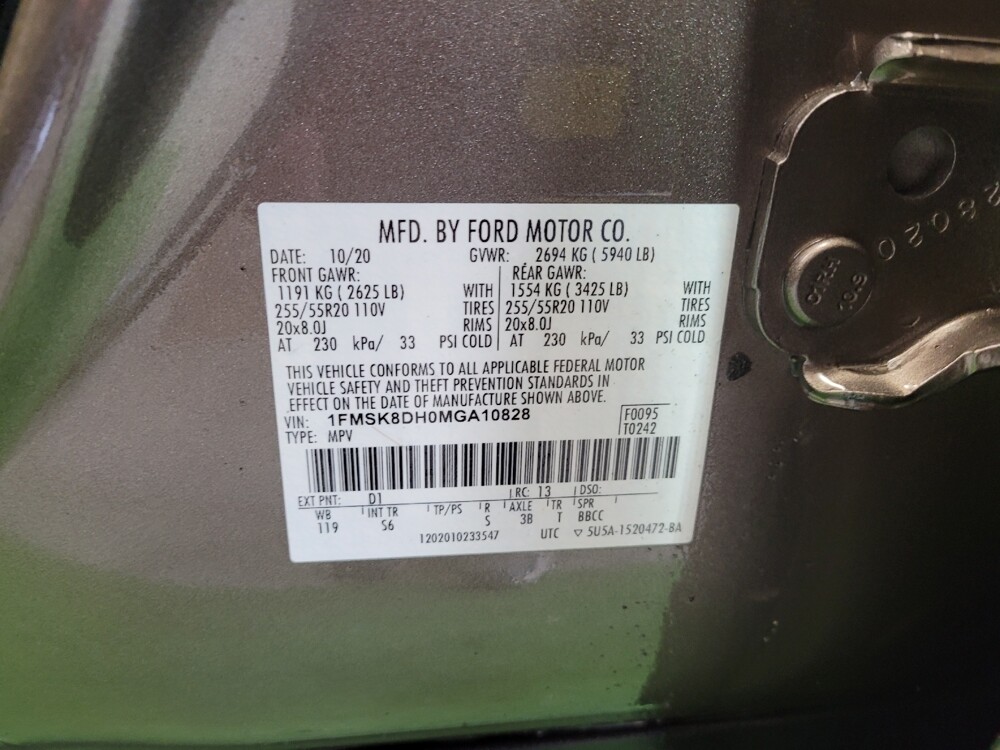 MFD. BY FORD MOTOR CO.
DATE: 10/20 GVWR: 2694 KG ( 5940 LB)
FRONT GAWR: REAR GAWR:
1191 KG ( 2625 LB) WITH 1554 KG ( 3425 LB) WITH
255/55R20 110V TIRES 255/55R20 110V TIRES
20x8.0J RIMS 20x8.0J RIMS
AT 230 kPa/ 33 PSI COLD AT 230 kPa/ 33 PSI COLD
THIS VEHICLE CONFORMS TO ALL APPLICABLE FEDERAL MOTOR
VEHICLE SAFETY AND THEFT PREVENTION STANDARDS IN
EFFECT ON THE DATE OF MANUFACTURE SHOWN ABOVE.
VIN: 1FMSK8DH0MGA10828 F0095
TYPE: MPV T0242
EXT PNT: D1 RC: 13 DSO:
WB INT TR TP/PS R AXLE TR SPR
119 S6 S 3B T BBCC
1202010233547 UTC ▽ 5U5A-1520472-BA